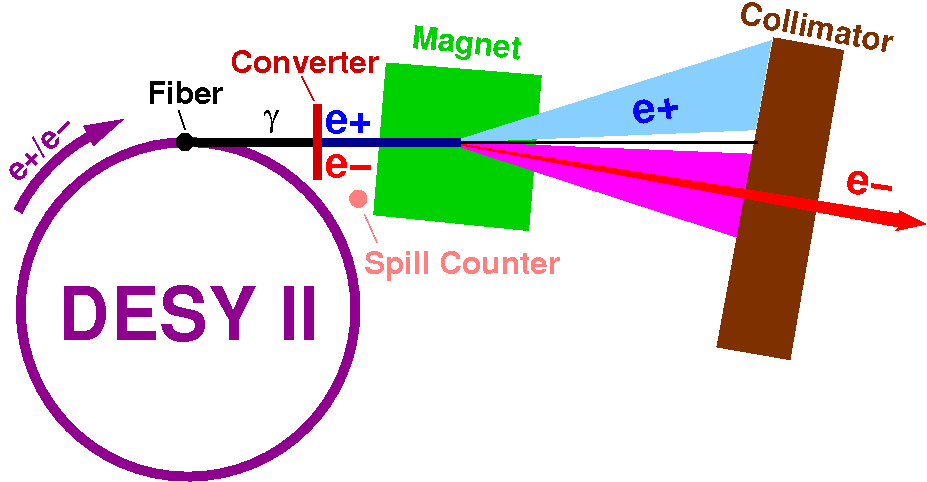 Collimator
Magnet
Converter
Fiber
γ
e+
e+
e+/e−
e−
e−
Spill Counter
DESY II